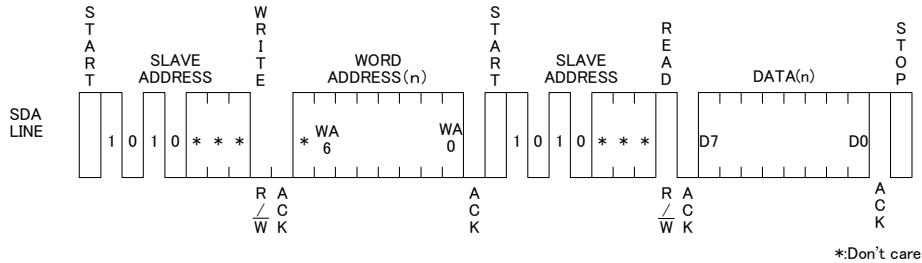 START
WRITE
START
READ
STOP
SLAVE ADDRESS
WORD ADDRESS(n)
SLAVE ADDRESS
DATA(n)
SDA LINE
1 0 1 0 * * *
* WA 6
WA 0
1 0 1 0 * * *
D7
D0
R/W
ACK
ACK
R/W
ACK
ACK
*:Don't care